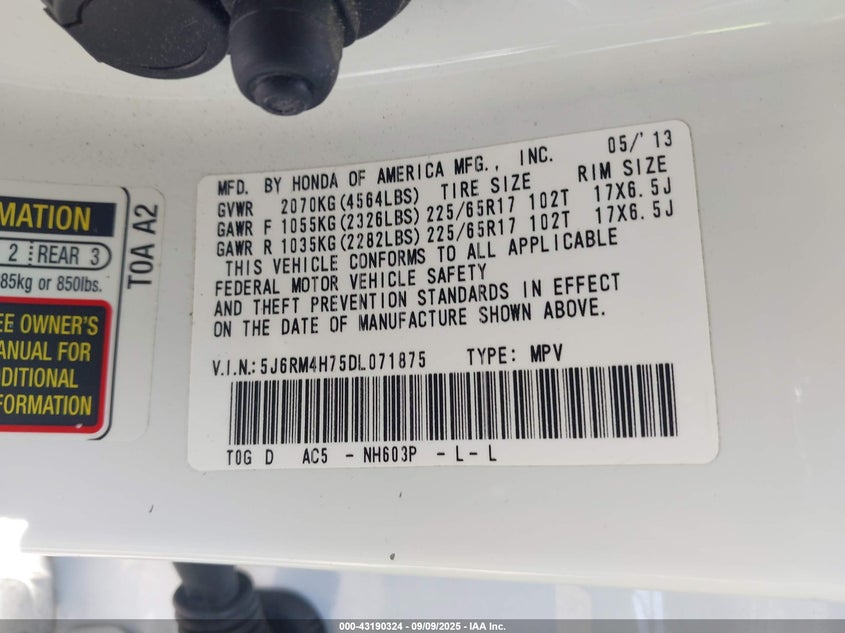 MFD. BY HONDA OF AMERICA MFG., INC. 05/'13
GVWR 2070KG(4564LBS) TIRE SIZE RIM SIZE
GAWR F 1055KG(2326LBS) 225/65R17 102T 17X6.5J
GAWR R 1035KG(2282LBS) 225/65R17 102T 17X6.5J
THIS VEHICLE CONFORMS TO ALL APPLICABLE
FEDERAL MOTOR VEHICLE SAFETY
AND THEFT PREVENTION STANDARDS IN EFFECT
ON THE DATE OF MANUFACTURE SHOWN ABOVE.
V.I.N.: 5J6RM4H75DL071875 TYPE: MPV
T0G D AC5 - NH603P - L - L
MATION
2 REAR 3
85kg or 850lbs.
EE OWNER'S
ANUAL FOR
DDITIONAL
FORMATION
T0A A2
000-43190324 - 09/09/2025 - IAA Inc.